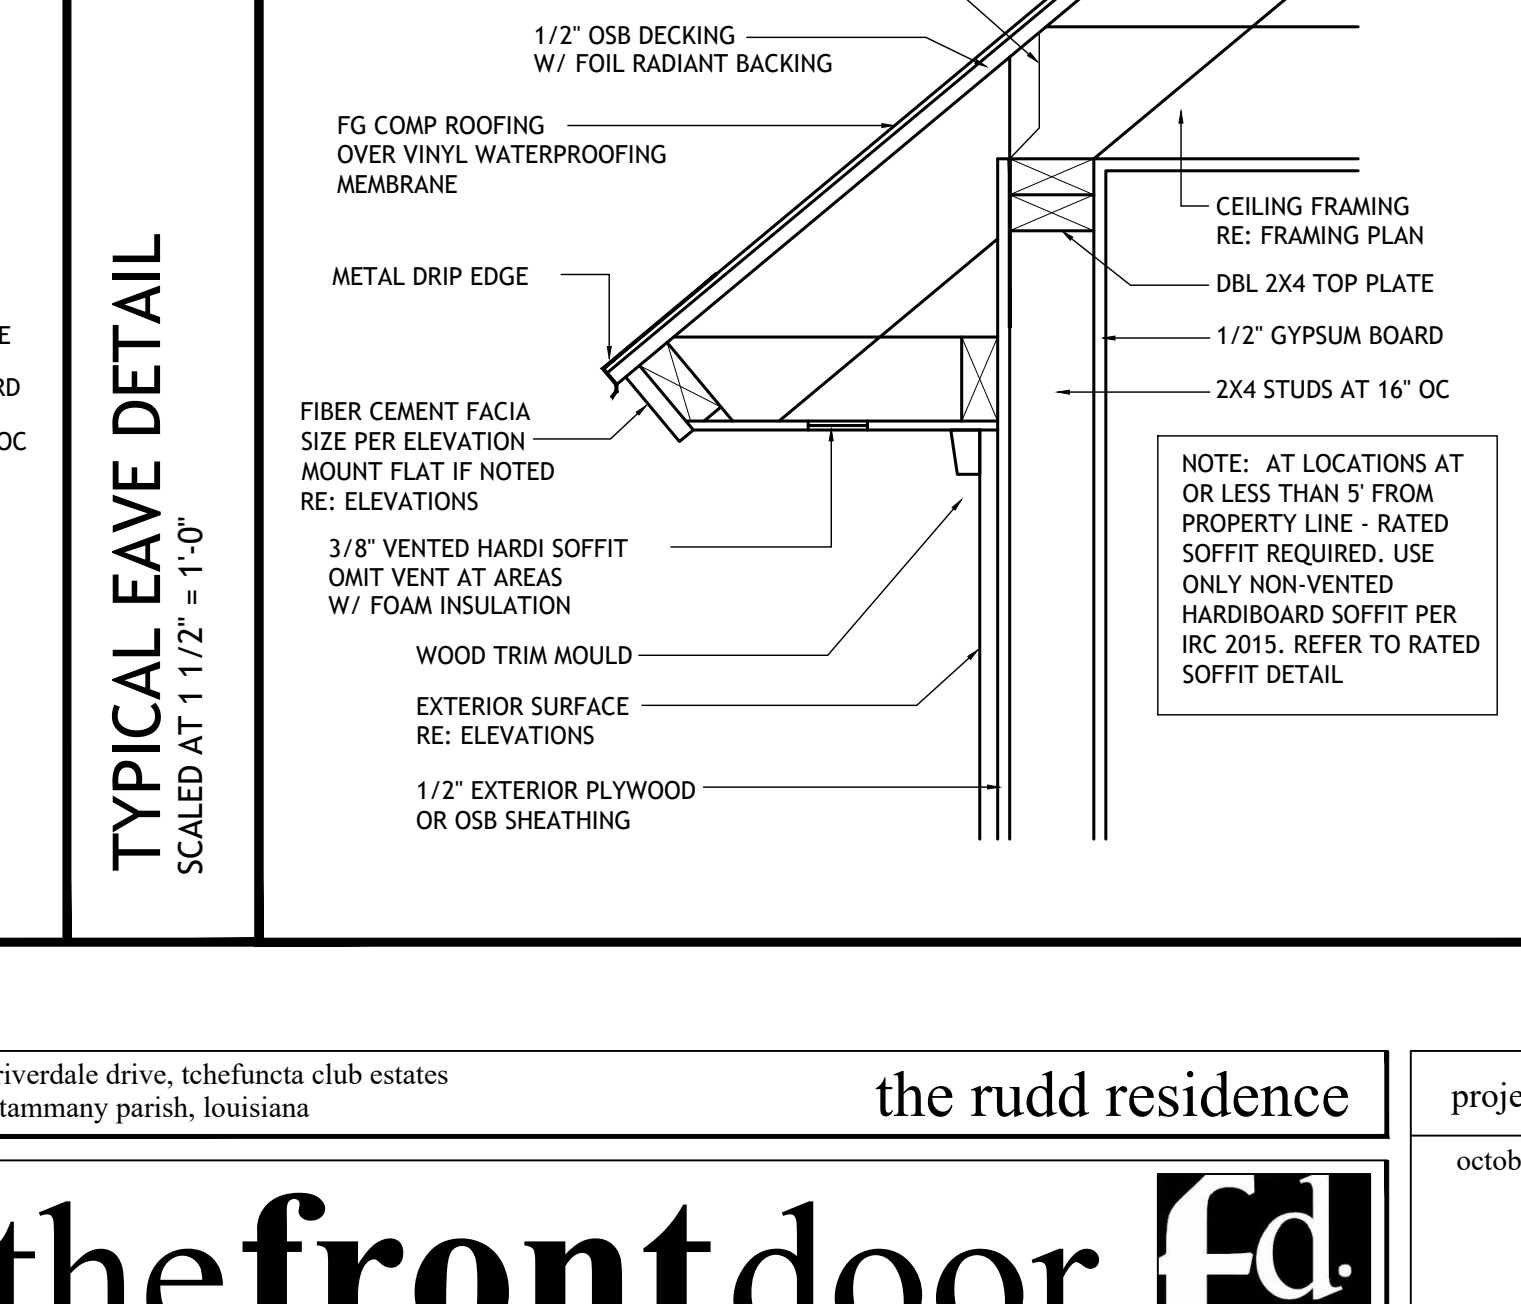 1/2" OSB DECKING
W/ FOIL RADIANT BACKING
FG COMP ROOFING
OVER VINYL WATERPROOFING
MEMBRANE
METAL DRIP EDGE
FIBER CEMENT FACIA
SIZE PER ELEVATION
MOUNT FLAT IF NOTED
RE: ELEVATIONS
3/8" VENTED HARDI SOFFIT
OMIT VENT AT AREAS
W/ FOAM INSULATION
WOOD TRIM MOULD
EXTERIOR SURFACE
RE: ELEVATIONS
1/2" EXTERIOR PLYWOOD
OR OSB SHEATHING
CEILING FRAMING
RE: FRAMING PLAN
DBL 2X4 TOP PLATE
1/2" GYPSUM BOARD
2X4 STUDS AT 16" OC
NOTE:  AT LOCATIONS AT
OR LESS THAN 5' FROM
PROPERTY LINE - RATED
SOFFIT REQUIRED. USE
ONLY NON-VENTED
HARDIBOARD SOFFIT PER
IRC 2015. REFER TO RATED
SOFFIT DETAIL
TYPICAL EAVE DETAIL
SCALED AT 1 1/2" = 1'-0"
E
RD
OC
riverdale drive, tchefuncta club estates
tammany parish, louisiana
the rudd residence
proje
octob
thefrontdoor
fd.